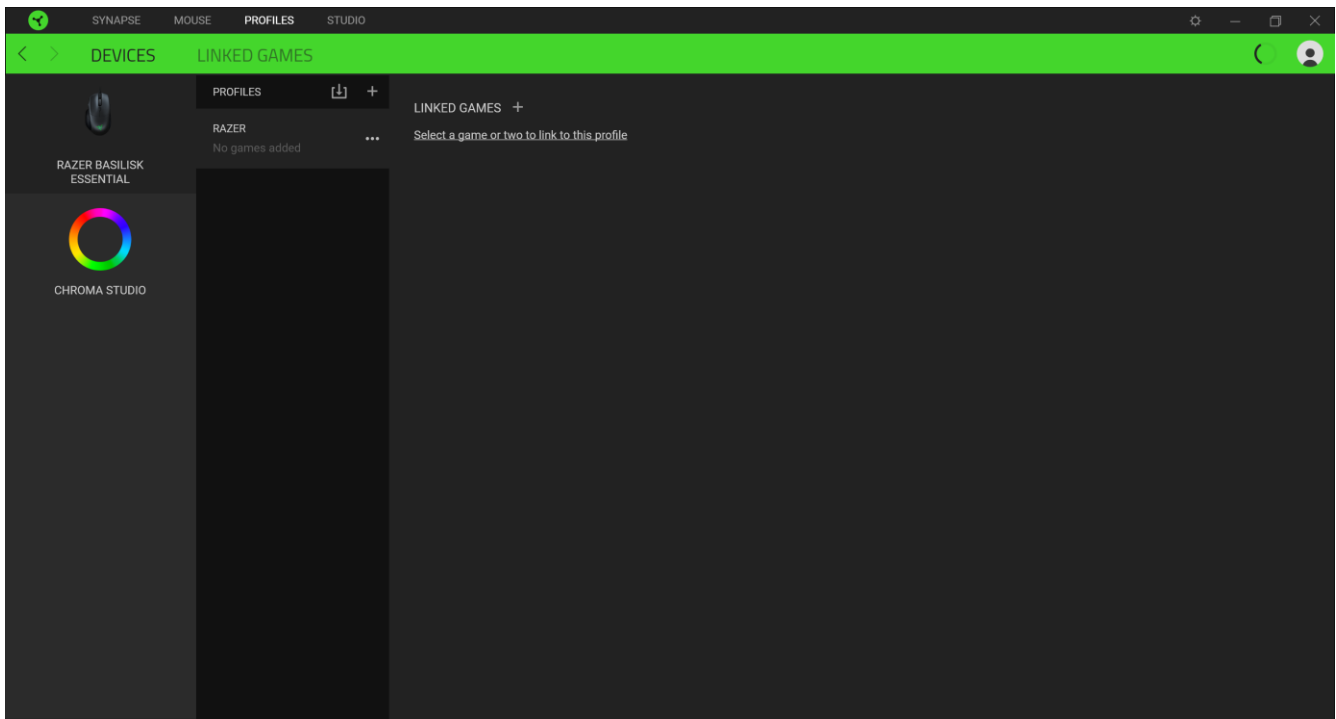 SYNAPSE MOUSE PROFILES STUDIO
DEVICES LINKED GAMES
RAZER BASILISK
ESSENTIAL
CHROMA STUDIO
PROFILES
RAZER
No games added
LINKED GAMES +
Select a game or two to link to this profile